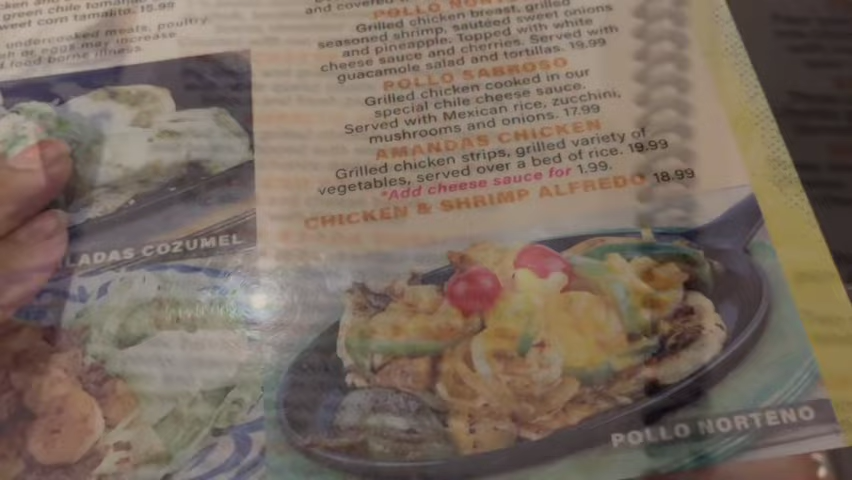 green chile tomando
weet corn tamalito. 19.99
undercooked meats, poultry
or eggs may increase
food borne illness.
and covered
POLLO NORTENO
Grilled chicken breast, grilled
seasoned shrimp, sautéed sweet onions
and pineapple. Topped with white
cheese sauce and cherries. Served with
guacamole salad and tortillas. 19.99
POLLO SABROSO
Grilled chicken cooked in our
special chile cheese sauce.
Served with Mexican rice, zucchini,
mushrooms and onions. 17.99
AMANDAS CHICKEN
Grilled chicken strips, grilled variety of
vegetables, served over a bed of rice. 19.99
*Add cheese sauce for 1.99.
CHICKEN & SHRIMP ALFREDO 18.99
LADAS COZUMEL
POLLO NORTENO